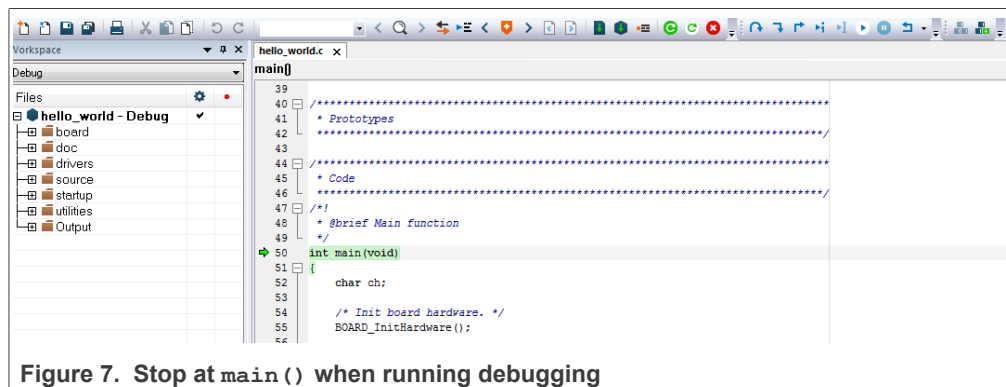 Workspace
hello_world.c x
Debug
main()
Files
hello_world - Debug
board
doc
drivers
source
startup
utilities
Output
39
40 /******************************************************************************
41 * Prototypes
42 ******************************************************************************/
43
44 /******************************************************************************
45 * Code
46 ******************************************************************************/
47 /*!
48 * @brief Main function
49 */
50 int main(void)
51 {
52 char ch;
53
54 /* Init board hardware. */
55 BOARD_InitHardware();
56
Figure 7. Stop at main() when running debugging